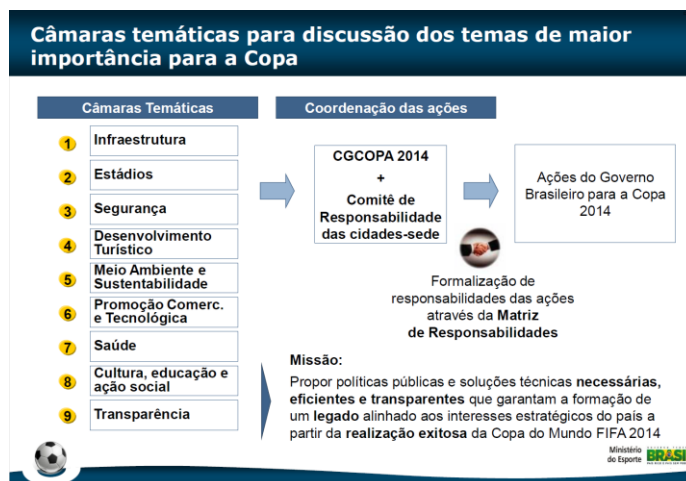 Câmaras temáticas para discussão dos temas de maior
importância para a Copa
Câmaras Temáticas
Coordenação das ações
1 Infraestrutura
2 Estádios
3 Segurança
4 Desenvolvimento
Turístico
5 Meio Ambiente e
Sustentabilidade
6 Promoção Comerc.
e Tecnológica
7 Saúde
8 Cultura, educação e
ação social
9 Transparência
CGCOPA 2014
+
Comitê de
Responsabilidade
das cidades-sede
Ações do Governo
Brasileiro para a Copa
2014
Formalização de
responsabilidades das ações
através da Matriz
de Responsabilidades
Missão:
Propor políticas públicas e soluções técnicas necessárias,
eficientes e transparentes que garantam a formação de
um legado alinhado aos interesses estratégicos do país a
partir da realização exitosa da Copa do Mundo FIFA 2014
Ministério
do Esporte